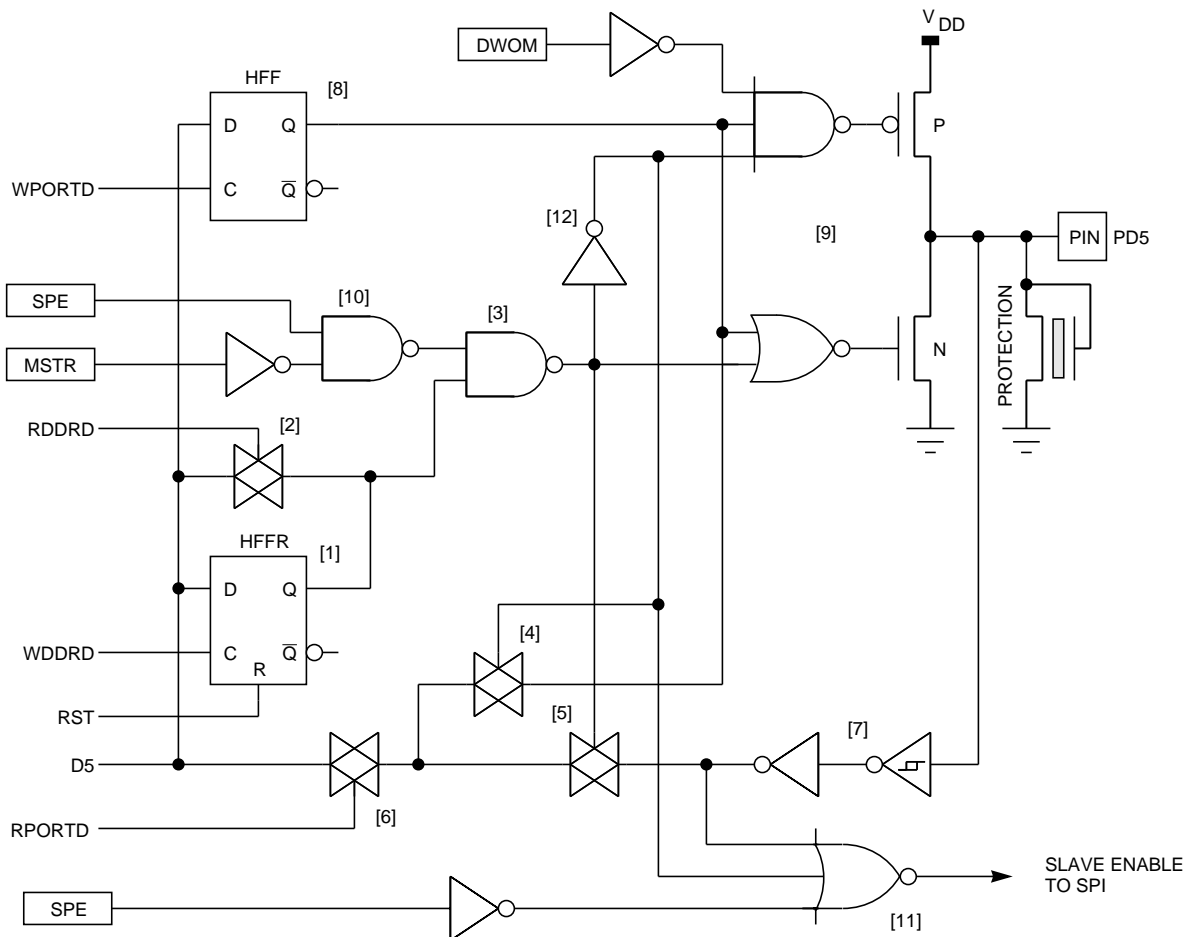 V DD
DWOM
HFF
[8]
D
Q
P
WPORTD
C
Q
[12]
[9]
PIN
PD5
SPE
[10]
[3]
MSTR
N
PROTECTION
RDDRD
[2]
HFFR
[1]
D
Q
[4]
WDDRD
C
Q
R
RST
[5]
[7]
D5
[6]
RPORTD
SLAVE ENABLE
TO SPI
SPE
[11]